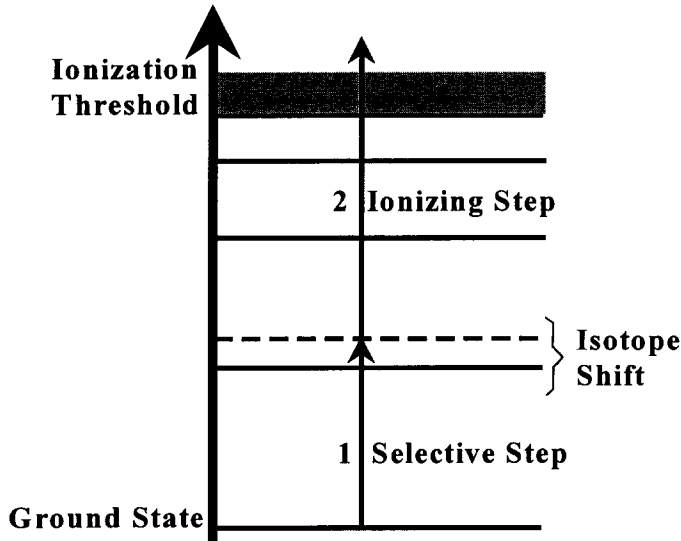 Ionization
Threshold
2 Ionizing Step
Isotope
Shift
1 Selective Step
Ground State